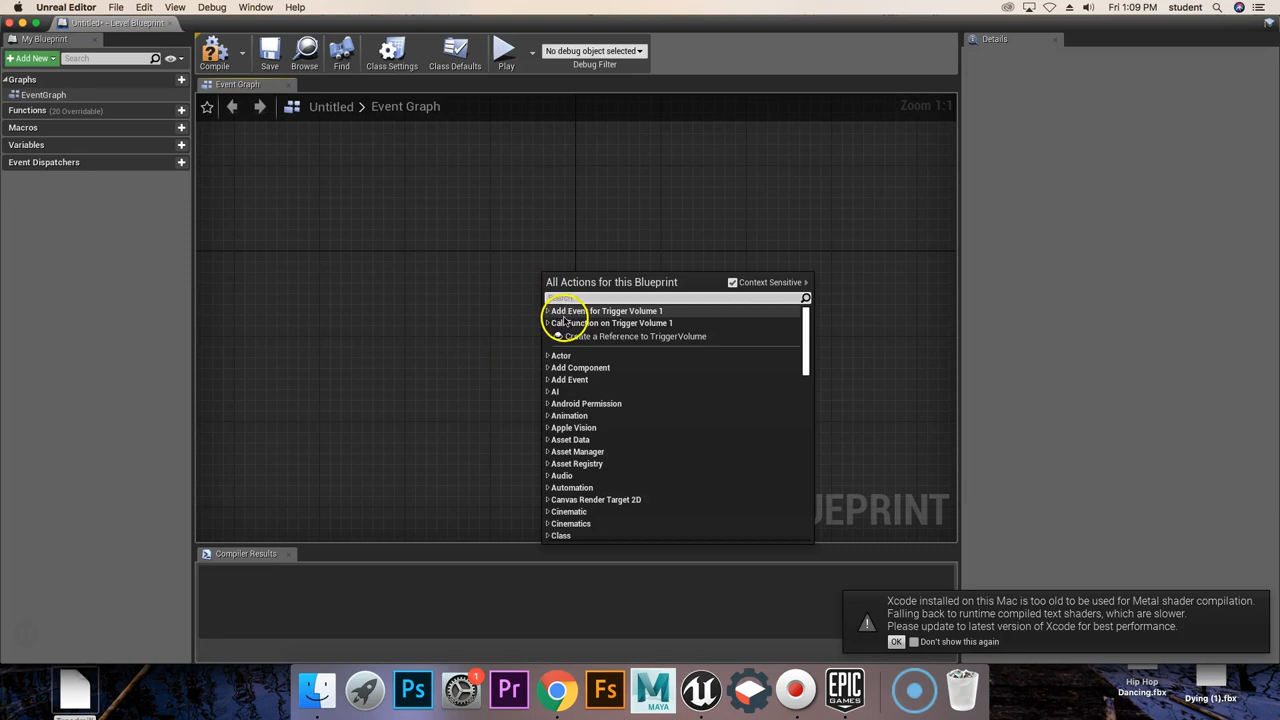 Unreal Editor File Edit View Debug Window Help
Fri 1:09 PM student
Untitled* - Level Blueprint
My Blueprint
Details
Add New
Search
Compile
Save
Browse
Find
Class Settings
Class Defaults
Play
No debug object selected
Debug Filter
Graphs
EventGraph
Functions (20 Overridable)
Macros
Variables
Event Dispatchers
Event Graph
Untitled > Event Graph
Zoom 1:1
All Actions for this Blueprint
Context Sensitive
Search
Add Event for Trigger Volume 1
Call Function on Trigger Volume 1
Create a Reference to TriggerVolume
Actor
Add Component
Add Event
AI
Android Permission
Animation
Apple Vision
Asset Data
Asset Manager
Asset Registry
Audio
Automation
Canvas Render Target 2D
Cinematic
Cinematics
Class
UEPRINT
Compiler Results
Xcode installed on this Mac is too old to be used for Metal shader compilation.
Falling back to runtime compiled text shaders, which are slower.
Please update to latest version of Xcode for best performance.
OK Don't show this again
Hip Hop
Dancing.fbx
Dying (1).fbx
Ps
1
Pr
Fs
MAYA
EPIC
GAMES